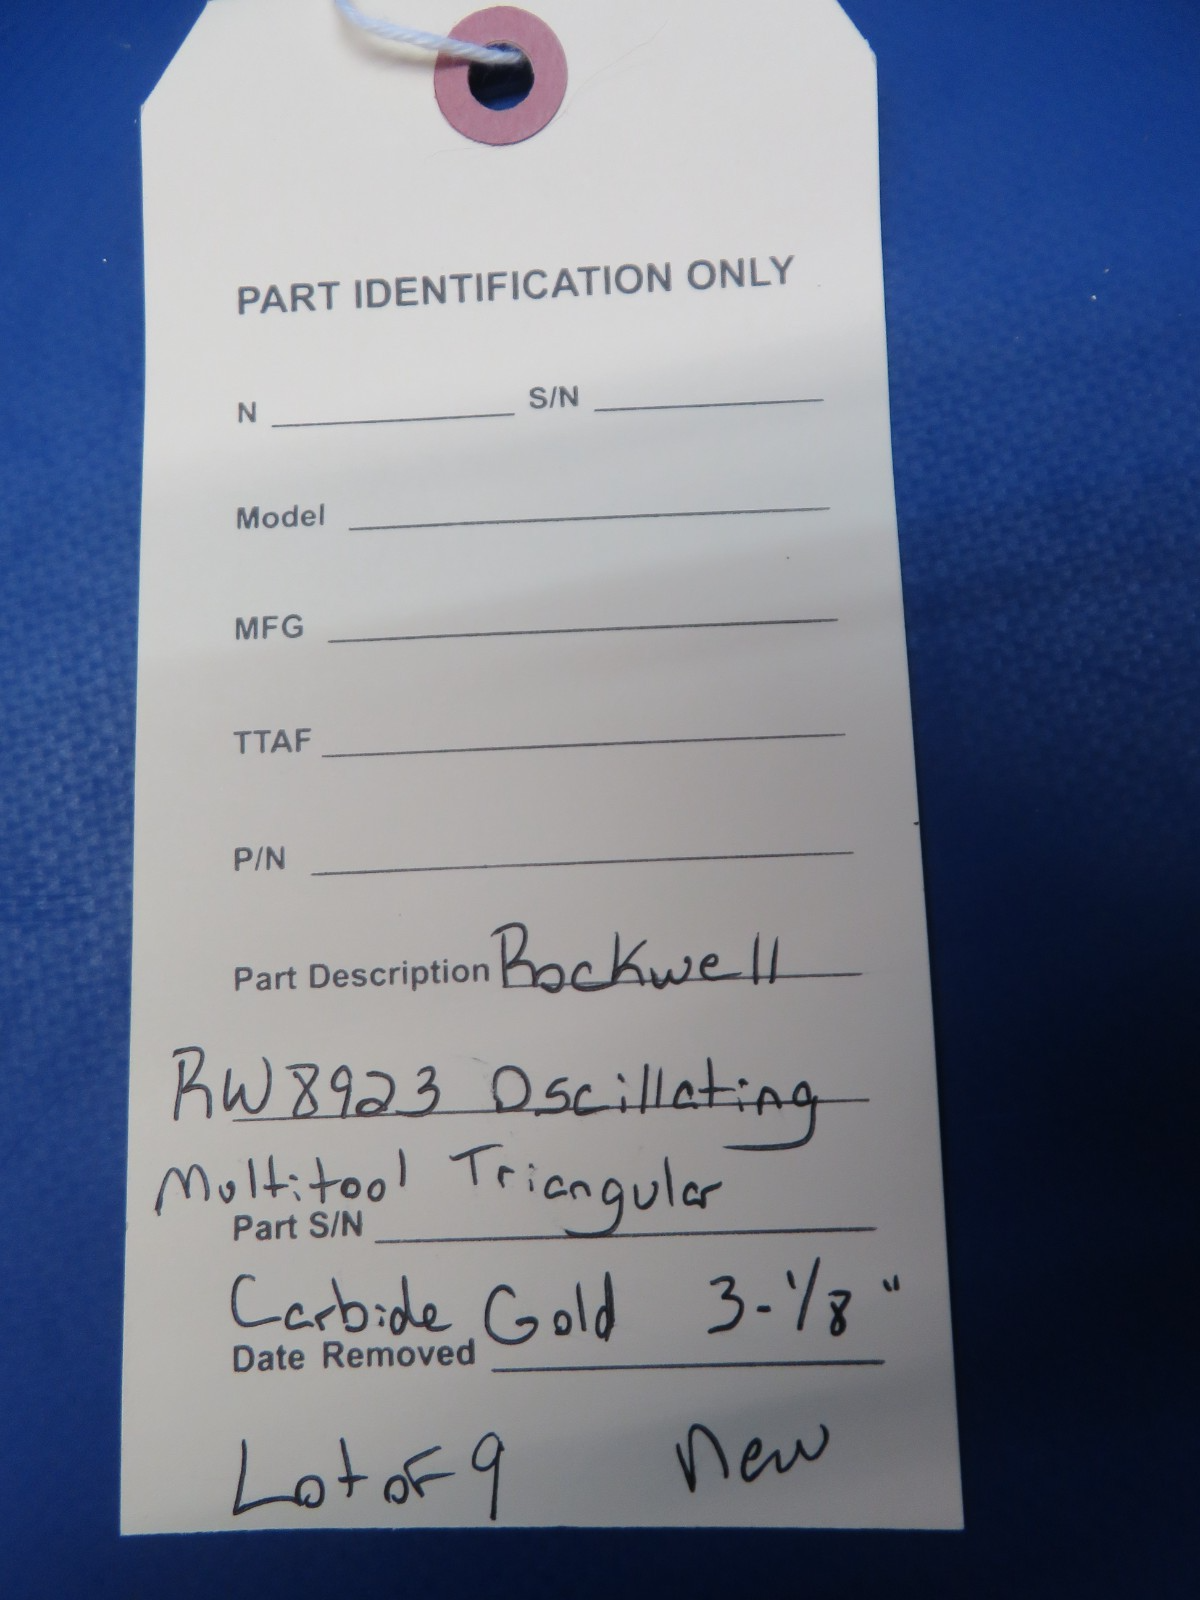 PART IDENTIFICATION ONLY
N S/N
Model
MFG
TTAF
P/N
Part Description Rockwell
RW8923 Oscillating
Multitool Triangular
Part S/N
Carbide Gold 3-1/8"
Date Removed
Lot of 9 New